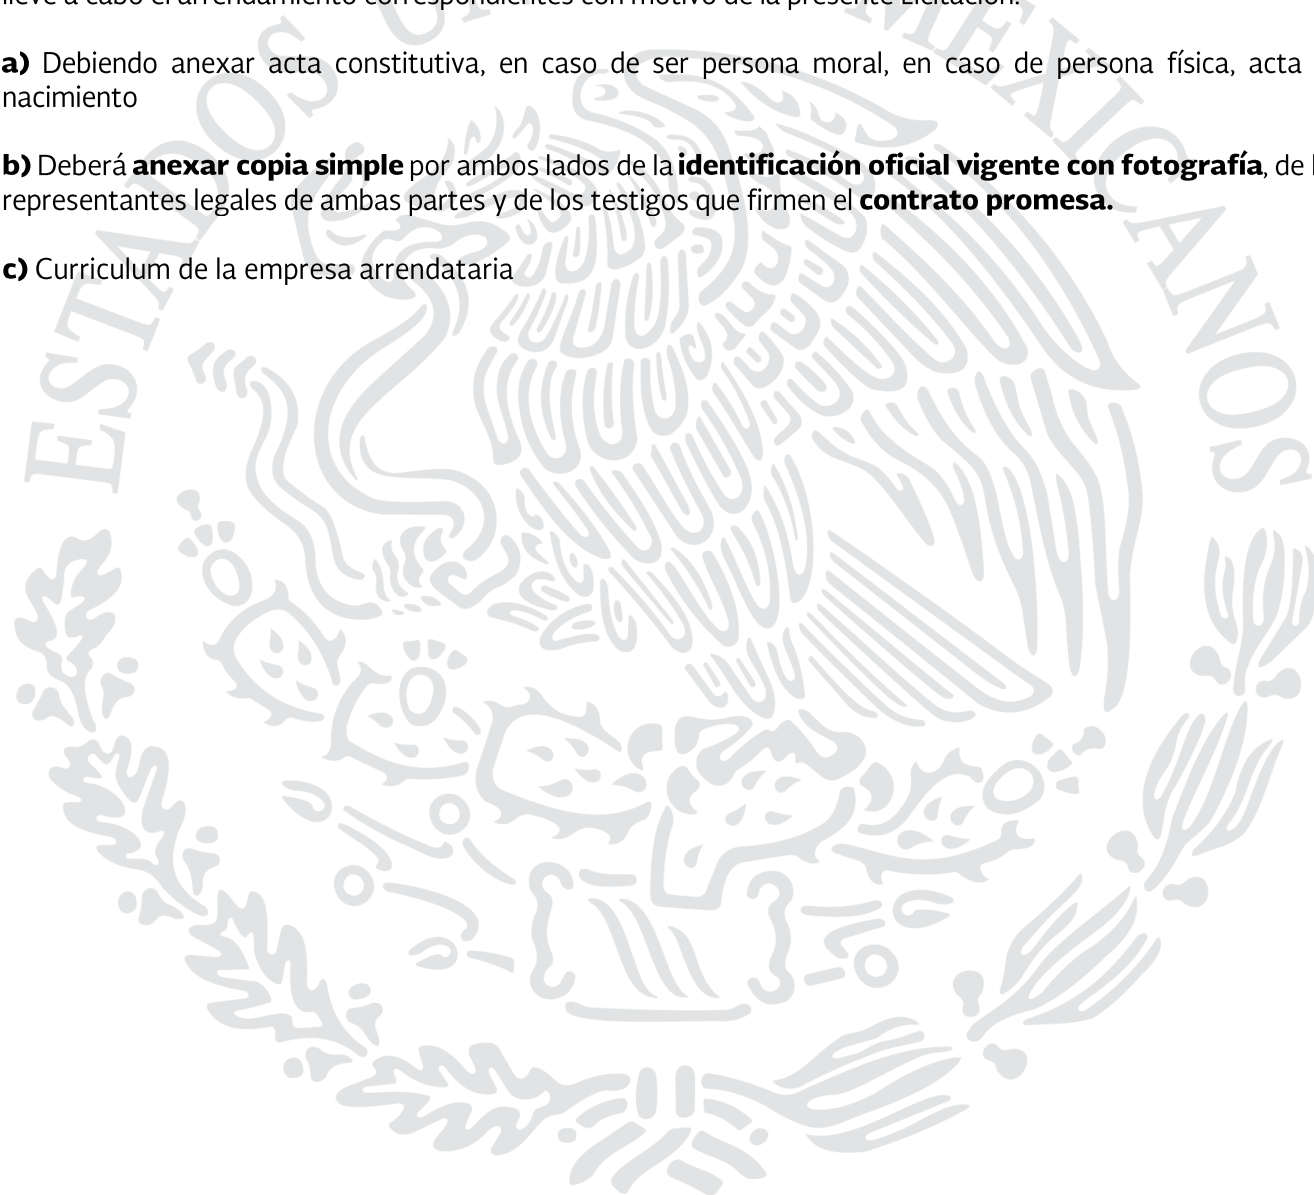 lleve a cabo el arrendamiento correspondientes con motivo de la presente Licitación.
a) Debiendo anexar acta constitutiva, en caso de ser persona moral, en caso de persona física, acta
nacimiento
b) Deberá anexar copia simple por ambos lados de la identificación oficial vigente con fotografía, de
representantes legales de ambas partes y de los testigos que firmen el contrato promesa.
c) Curriculum de la empresa arrendataria
ESTADOS MEXICANOS